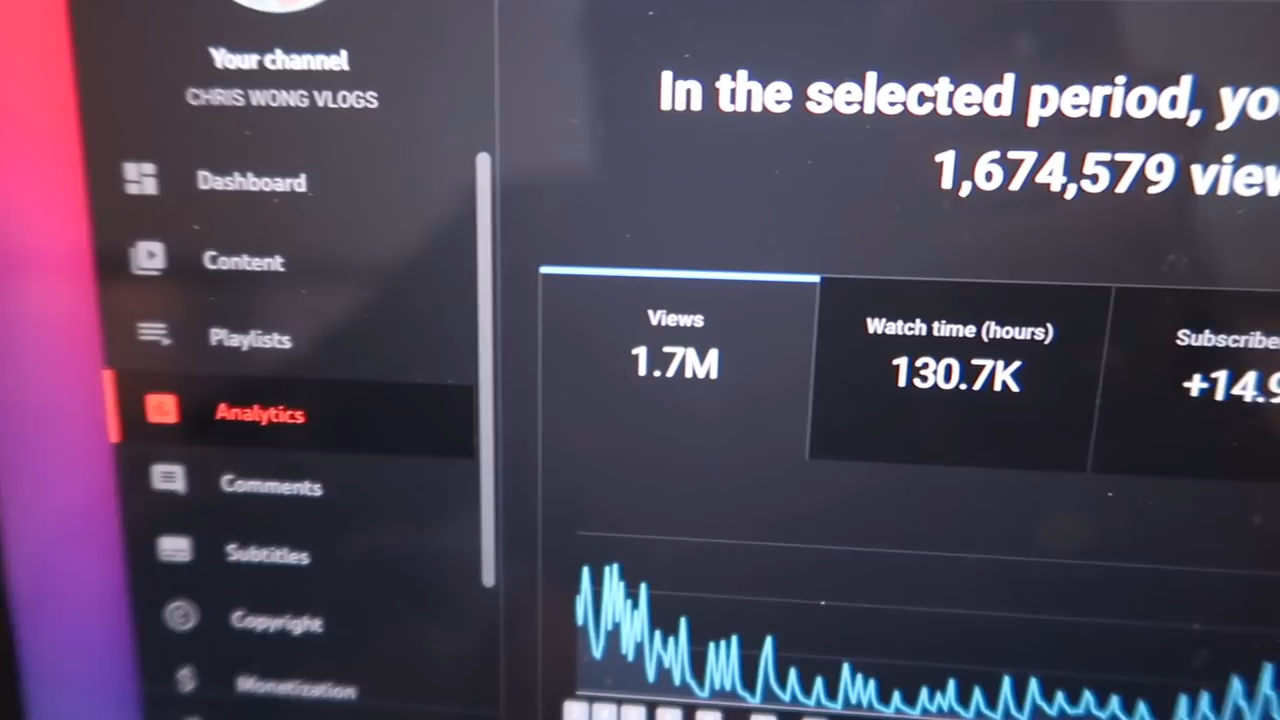 Your channel
CHRIS WONG VLOGS
Dashboard
Content
Playlists
Analytics
Comments
Subtitles
Copyright
Monetization
In the selected period, yo
1,674,579 view
Views
1.7M
Watch time (hours)
130.7K
Subscribe
+14.9